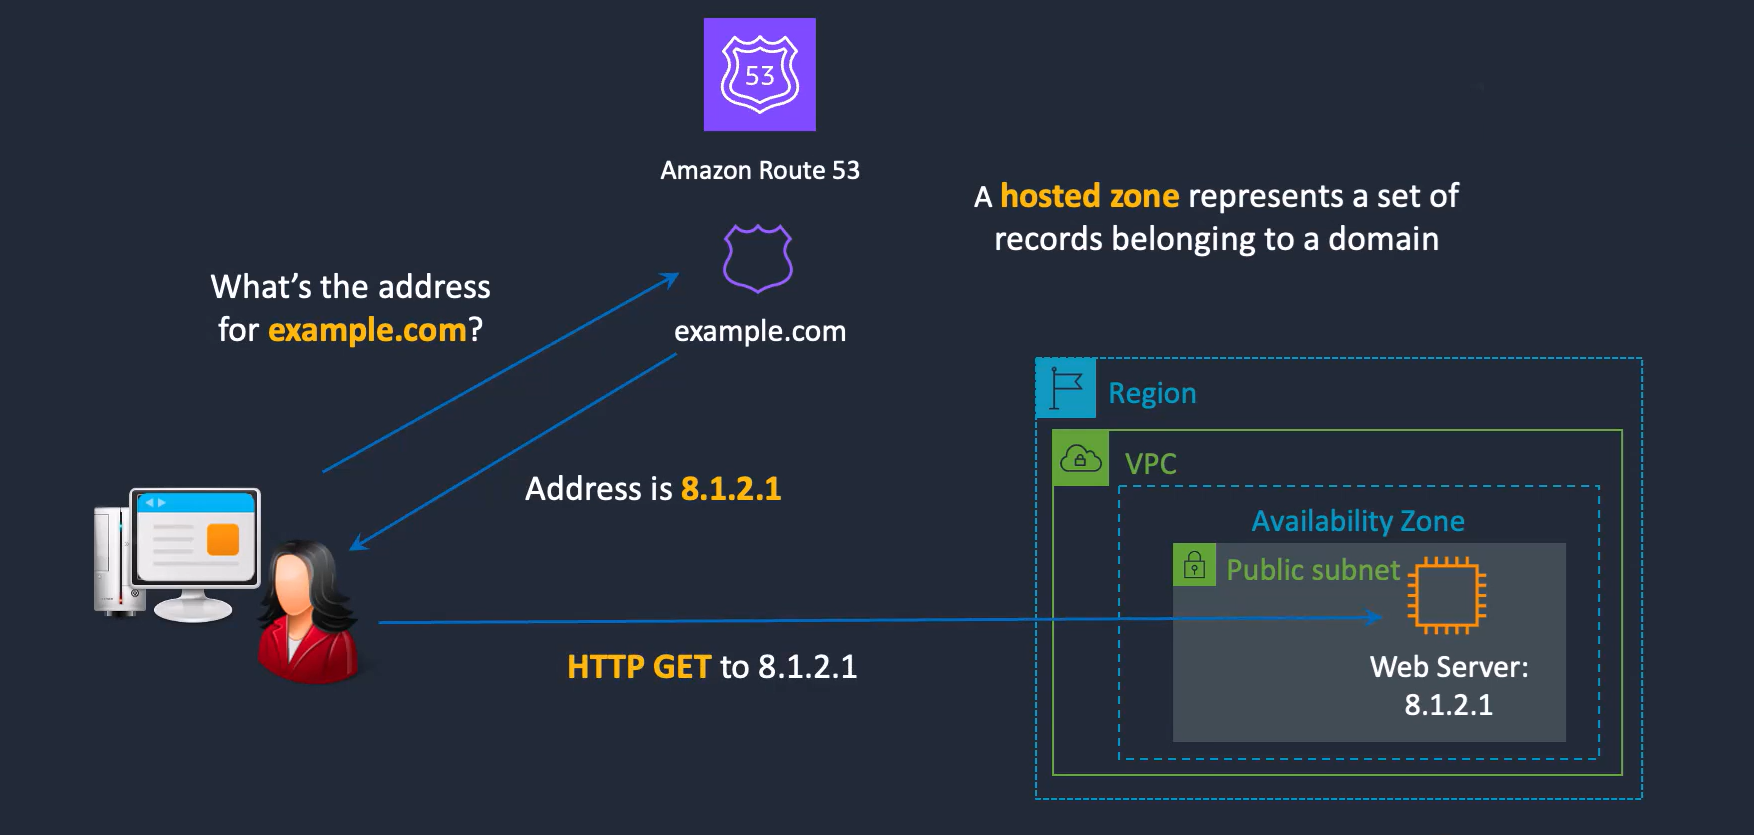 53
Amazon Route 53
A hosted zone represents a set of
records belonging to a domain
What's the address
for example.com?
example.com
Region
VPC
Address is 8.1.2.1
Availability Zone
Public subnet
HTTP GET to 8.1.2.1
Web Server:
8.1.2.1